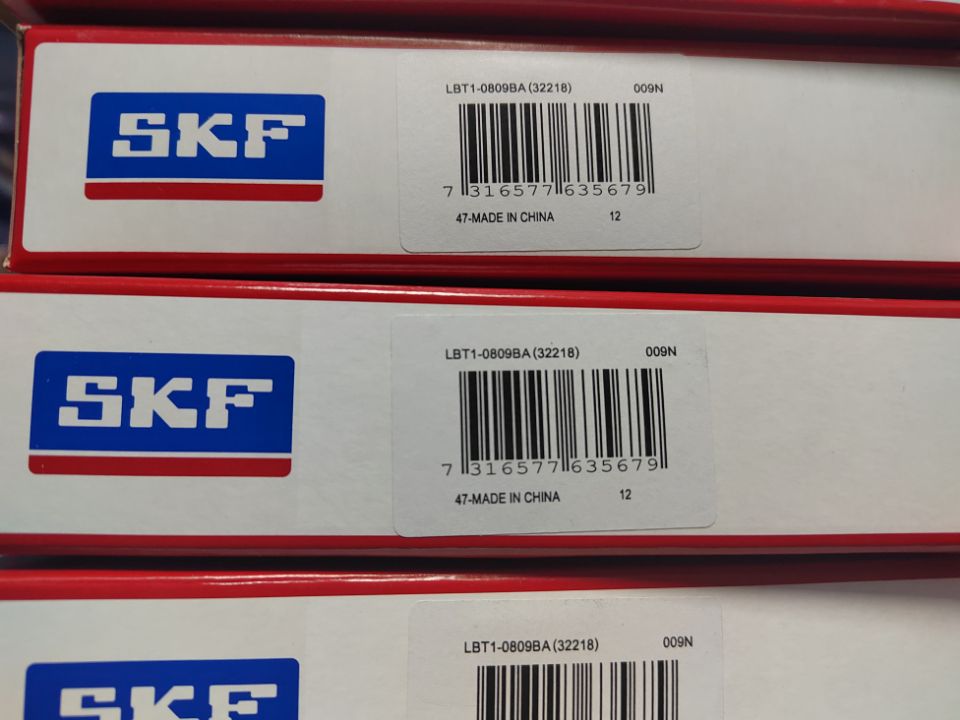 SKF
LBT1-0809BA (32218) 009N
7 316577 635679
47-MADE IN CHINA 12
SKF
LBT1-0809BA (32218) 009N
7 316577 635679
47-MADE IN CHINA 12
SKF
LBT1-0809BA (32218) 009N